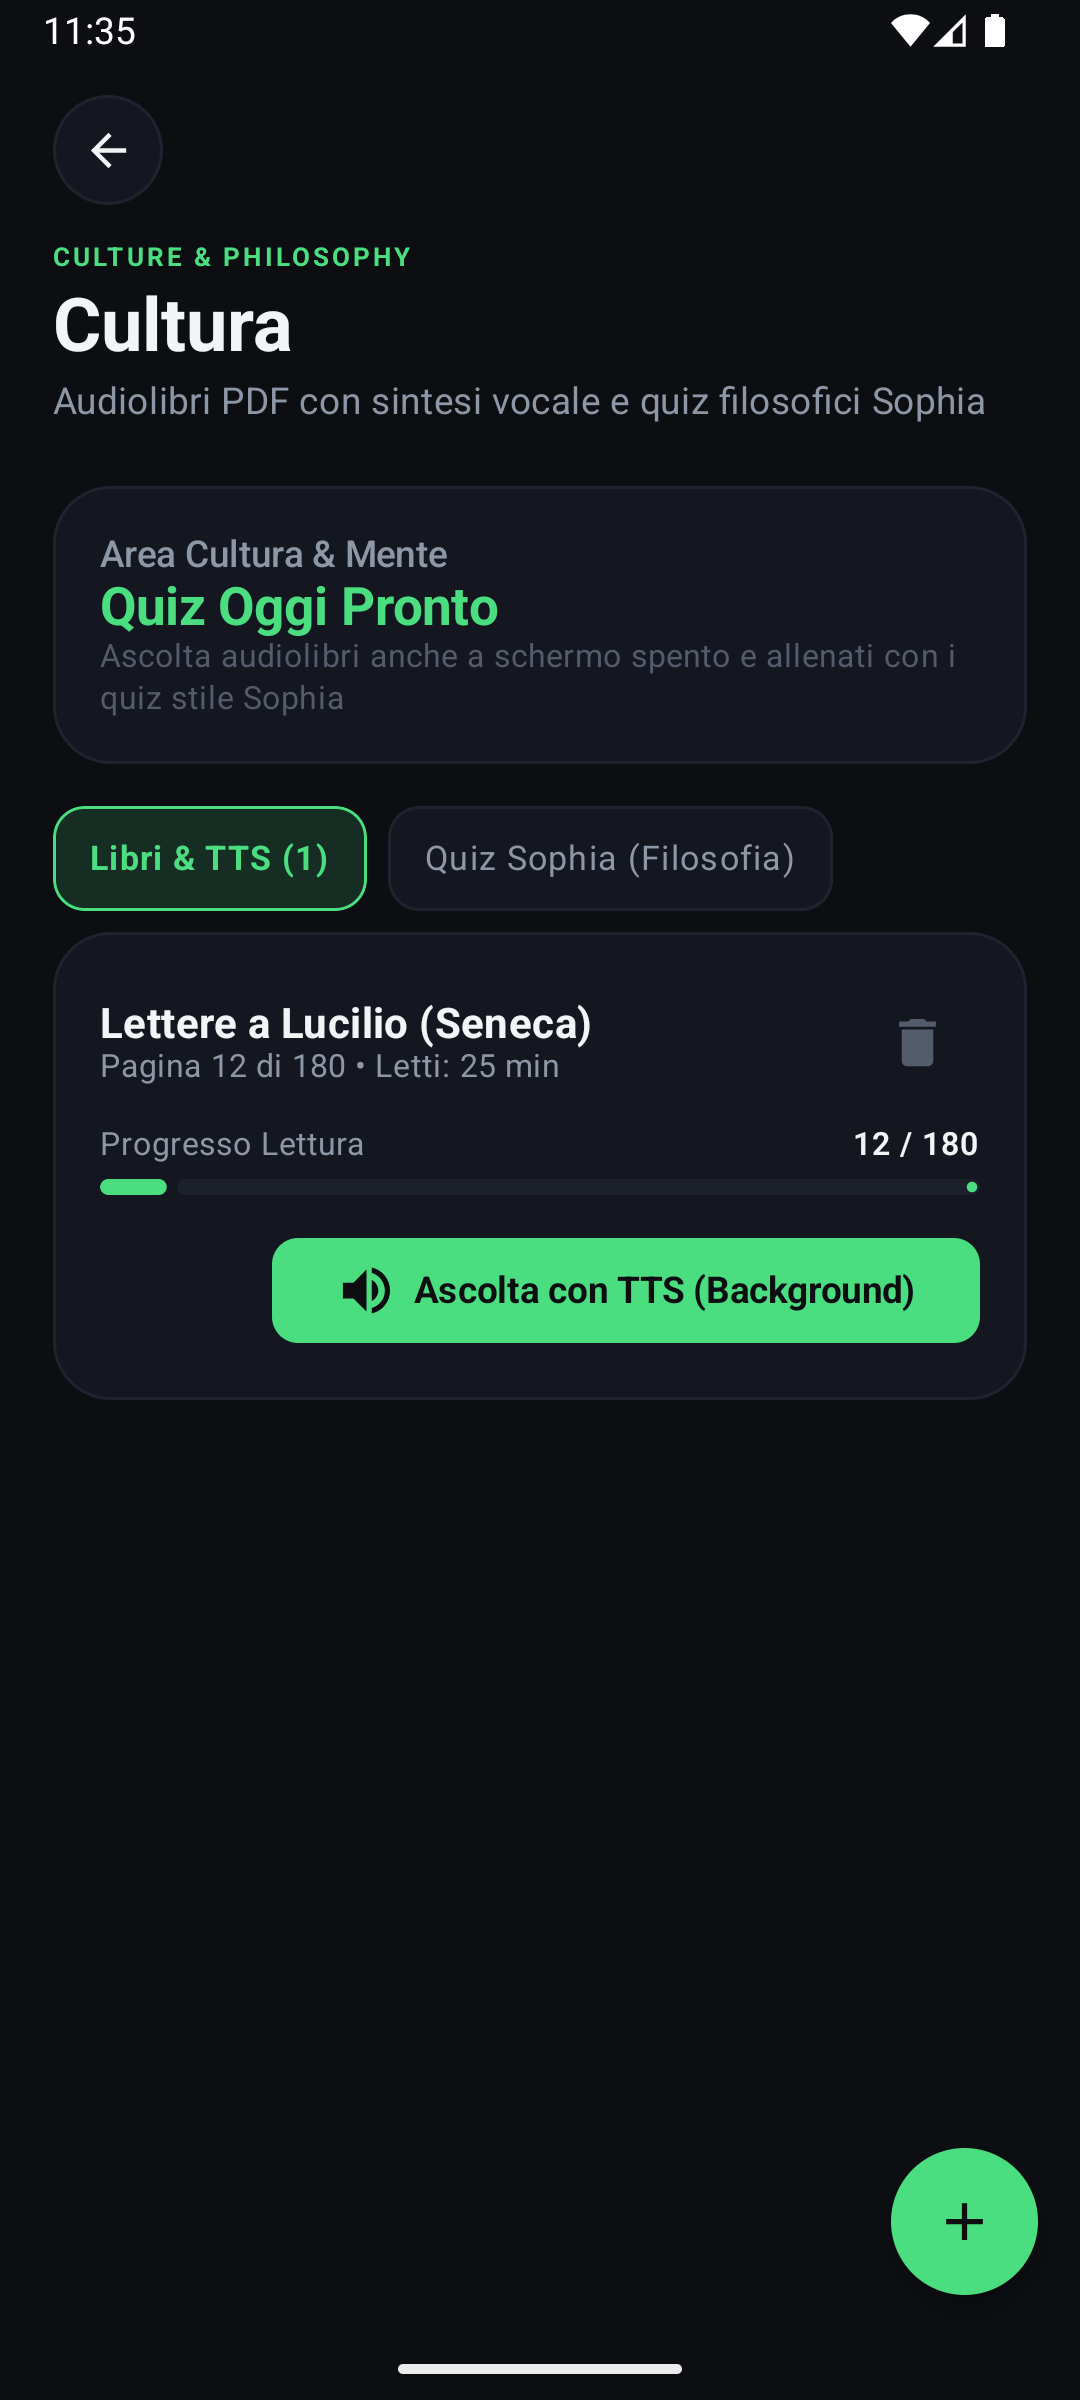 11:35
CULTURE & PHILOSOPHY
Cultura
Audiolibri PDF con sintesi vocale e quiz filosofici Sophia
Area Cultura & Mente
Quiz Oggi Pronto
Ascolta audiolibri anche a schermo spento e allenati con i
quiz stile Sophia
Libri & TTS (1)
Quiz Sophia (Filosofia)
Lettere a Lucilio (Seneca)
Pagina 12 di 180 • Letti: 25 min
Progresso Lettura
12 / 180
Ascolta con TTS (Background)